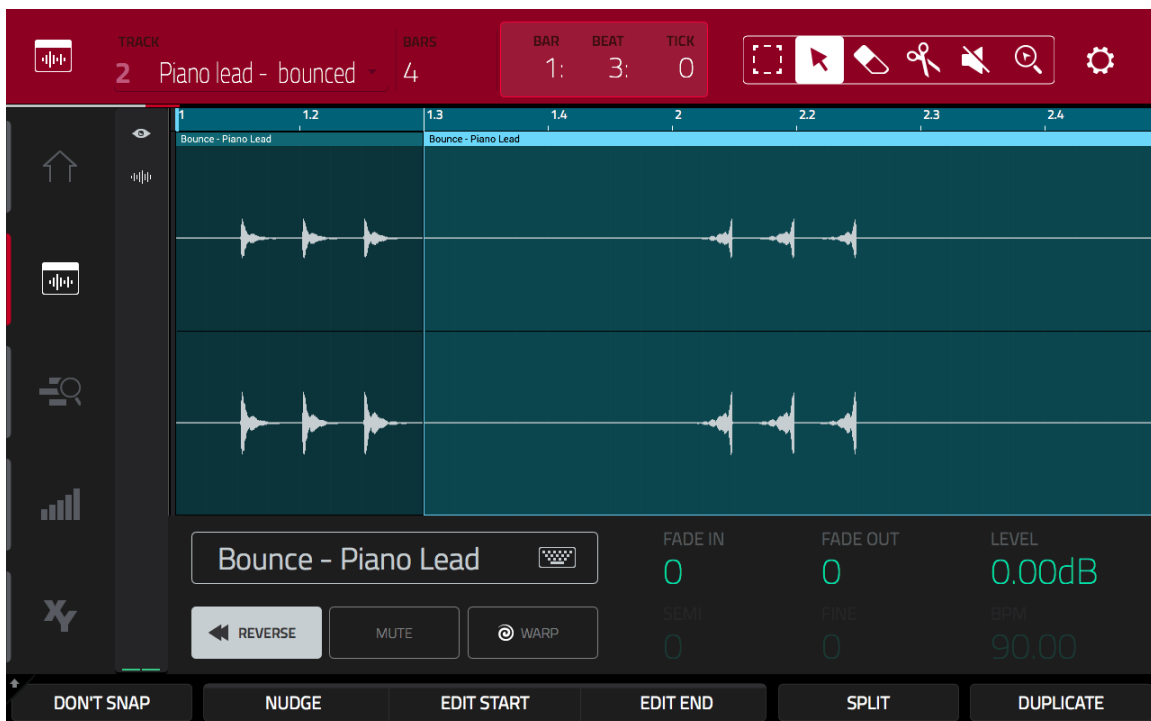 TRACK BARS BAR BEAT TICK
2 Piano lead - bounced 4 1: 3: 0
1 1.2 1.3 1.4 2 2.2 2.3 2.4
Bounce - Piano Lead Bounce - Piano Lead
Bounce - Piano Lead FADE IN FADE OUT LEVEL
0 0 0.00dB
XY REVERSE MUTE WARP SEMI FINE BPM
0 0 90.00
DON'T SNAP NUDGE EDIT START EDIT END SPLIT DUPLICATE